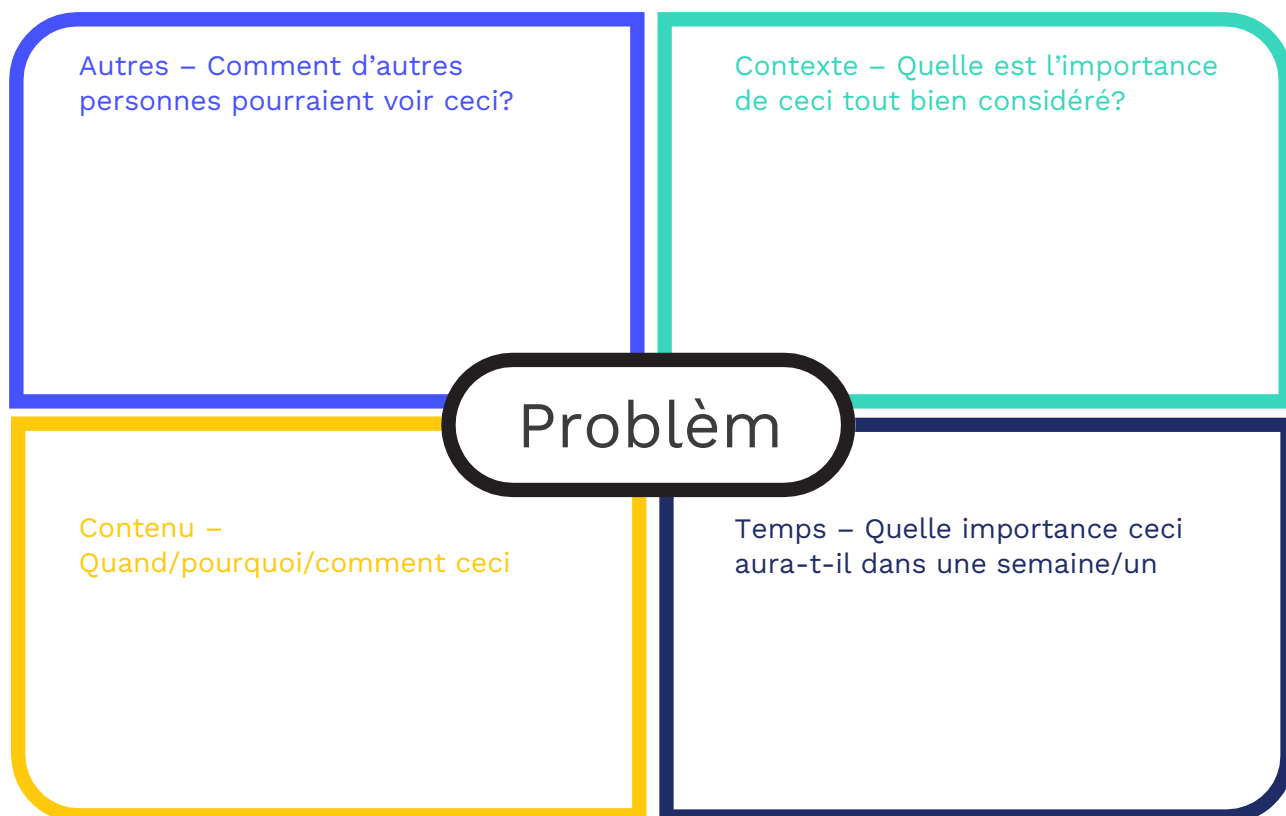 Autres – Comment d’autres
personnes pourraient voir ceci?
Contexte – Quelle est l’importance
de ceci tout bien considéré?
Problèm
Contenu –
Quand/pourquoi/comment ceci
Temps – Quelle importance ceci
aura-t-il dans une semaine/un